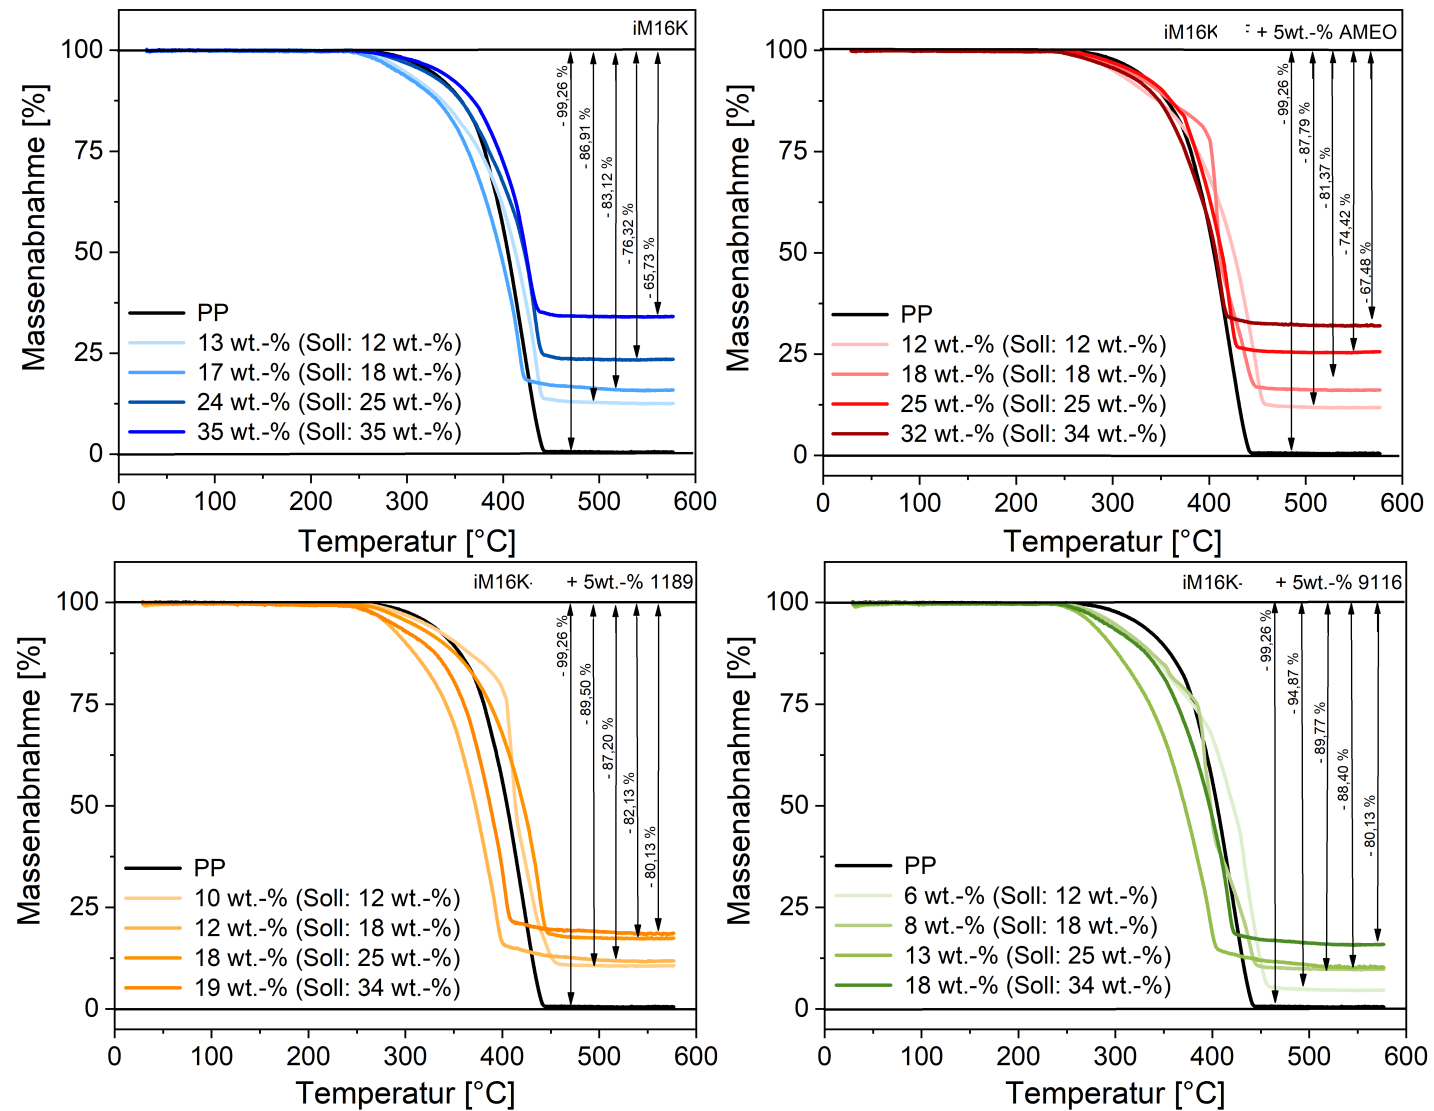 iM16K
Massenabnahme [%]
100
75
50
25
0
- 99,26 %
- 86,91 %
- 83,12 %
- 76,32 %
- 65,73 %
PP
13 wt.-% (Soll: 12 wt.-%)
17 wt.-% (Soll: 18 wt.-%)
24 wt.-% (Soll: 25 wt.-%)
35 wt.-% (Soll: 35 wt.-%)
0 100 200 300 400 500 600
Temperatur [°C]
iM16K + 5wt.-% AMEO
Massenabnahme [%]
100
75
50
25
0
- 99,26 %
- 87,79 %
- 81,37 %
- 74,42 %
- 67,48 %
PP
12 wt.-% (Soll: 12 wt.-%)
18 wt.-% (Soll: 18 wt.-%)
25 wt.-% (Soll: 25 wt.-%)
32 wt.-% (Soll: 34 wt.-%)
0 100 200 300 400 500 600
Temperatur [°C]
iM16K- + 5wt.-% 1189
Massenabnahme [%]
100
75
50
25
0
- 99,26 %
- 89,50 %
- 87,20 %
- 82,13 %
- 80,13 %
PP
10 wt.-% (Soll: 12 wt.-%)
12 wt.-% (Soll: 18 wt.-%)
18 wt.-% (Soll: 25 wt.-%)
19 wt.-% (Soll: 34 wt.-%)
0 100 200 300 400 500 600
Temperatur [°C]
iM16K- + 5wt.-% 9116
Massenabnahme [%]
100
75
50
25
0
- 99,26 %
- 94,87 %
- 89,77 %
- 88,40 %
- 80,13 %
PP
6 wt.-% (Soll: 12 wt.-%)
8 wt.-% (Soll: 18 wt.-%)
13 wt.-% (Soll: 25 wt.-%)
18 wt.-% (Soll: 34 wt.-%)
0 100 200 300 400 500 600
Temperatur [°C]